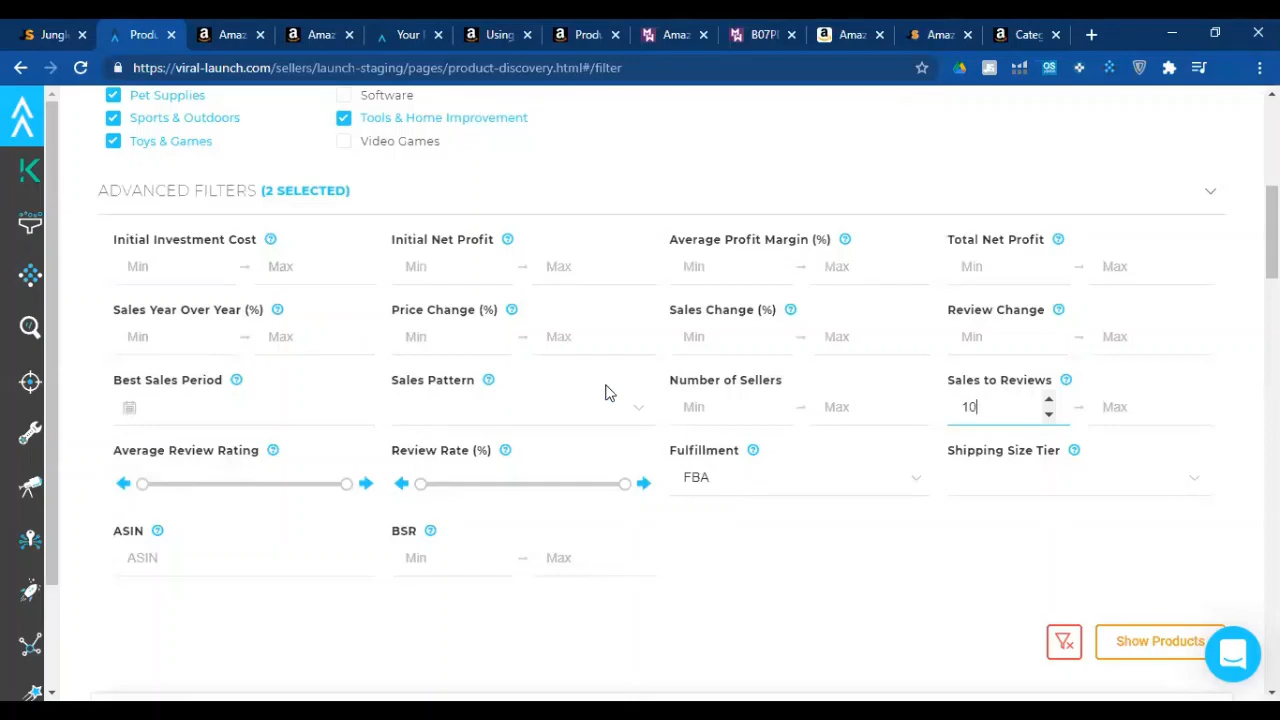 Jungle
Produ
Amaz
Amaz
Your l
Using
Produ
Amaz
B07PL
Amaz
Amaz
Categ
https://viral-launch.com/sellers/launch-staging/pages/product-discovery.html#/filter
Pet Supplies
Software
Sports & Outdoors
Tools & Home Improvement
Toys & Games
Video Games
ADVANCED FILTERS (2 SELECTED)
Initial Investment Cost
Initial Net Profit
Average Profit Margin (%)
Total Net Profit
Min → Max
Min → Max
Min → Max
Min → Max
Sales Year Over Year (%)
Price Change (%)
Sales Change (%)
Review Change
Min → Max
Min → Max
Min → Max
Min → Max
Best Sales Period
Sales Pattern
Number of Sellers
Sales to Reviews
Min → Max
10 → Max
Average Review Rating
Review Rate (%)
Fulfillment
Shipping Size Tier
FBA
ASIN
BSR
ASIN
Min → Max
Show Products